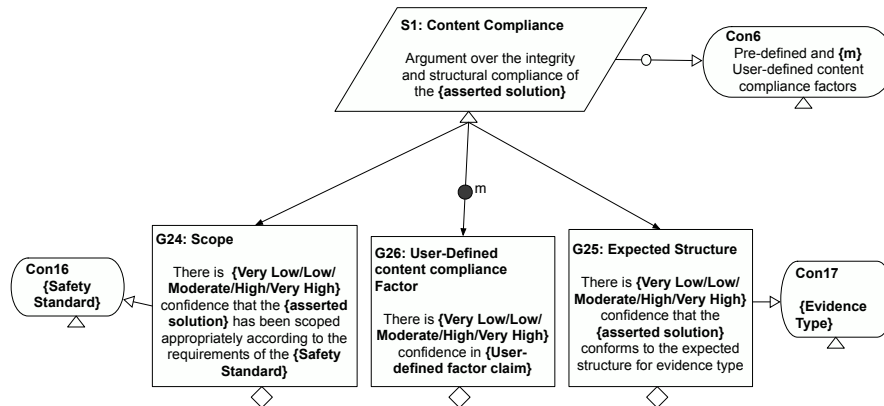 S1: Content Compliance
Argument over the integrity
and structural compliance of
the {asserted solution}
Con6
Pre-defined and {m}
User-defined content
compliance factors
m
G24: Scope
There is {Very Low/Low/
Moderate/High/Very High}
confidence that the {asserted
solution} has been scoped
appropriately according to the
requirements of the {Safety
Standard}
G26: User-Defined
content compliance
Factor
There is {Very Low/Low/
Moderate/High/Very High}
confidence in {User-
defined factor claim}
G25: Expected Structure
There is {Very Low/Low/
Moderate/High/Very High}
confidence that the
{asserted solution}
conforms to the expected
structure for evidence type
Con16
{Safety
Standard}
Con17
{Evidence
Type}